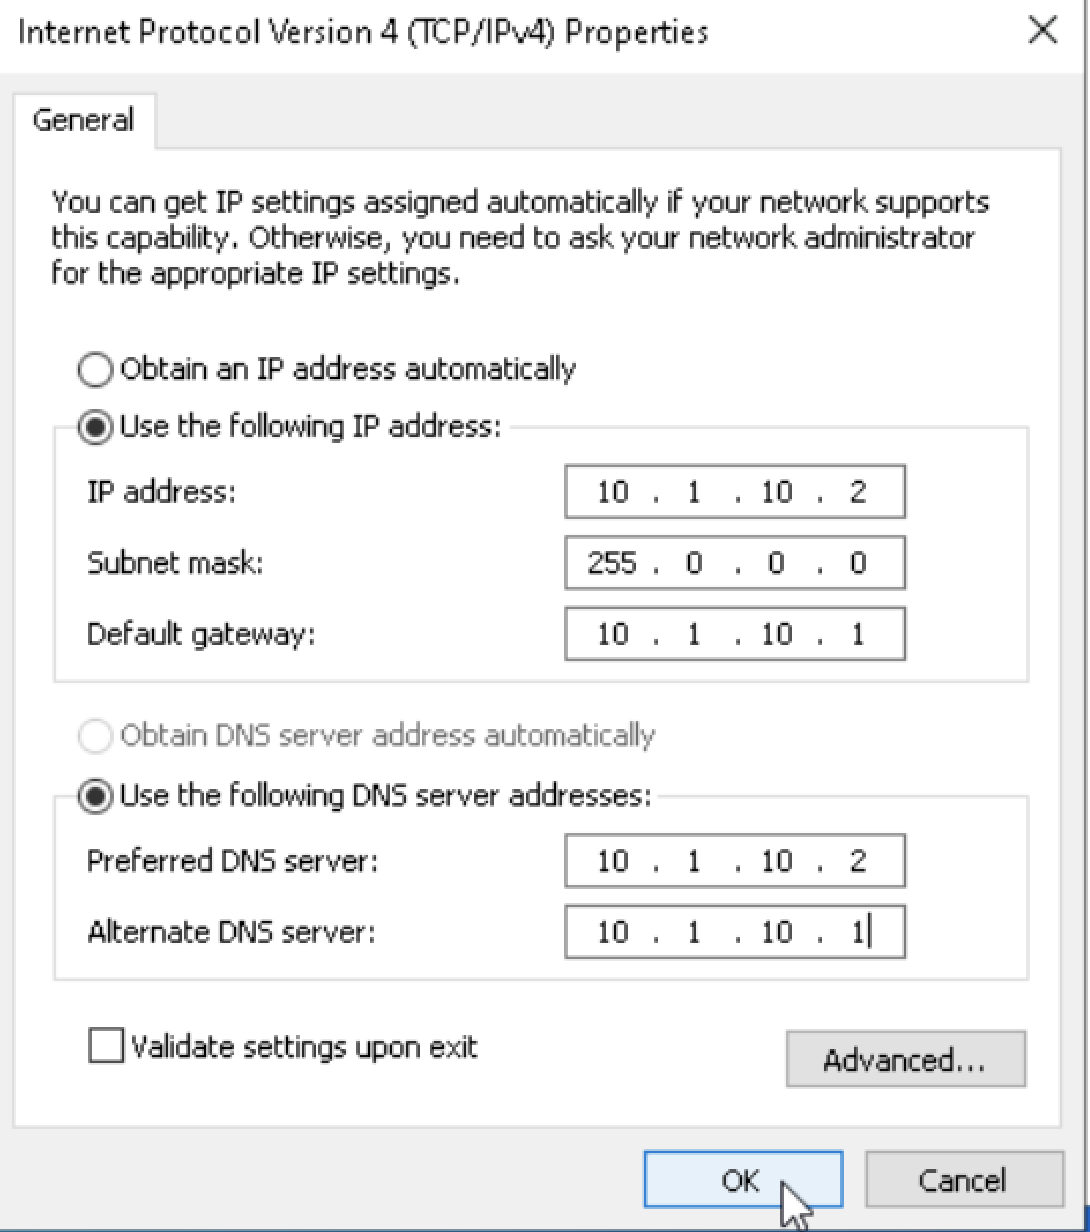 Internet Protocol Version 4 (TCP/IPv4) Properties
General
You can get IP settings assigned automatically if your network supports
this capability. Otherwise, you need to ask your network administrator
for the appropriate IP settings.
Obtain an IP address automatically
Use the following IP address:
IP address: 10 . 1 . 10 . 2
Subnet mask: 255 . 0 . 0 . 0
Default gateway: 10 . 1 . 10 . 1
Obtain DNS server address automatically
Use the following DNS server addresses:
Preferred DNS server: 10 . 1 . 10 . 2
Alternate DNS server: 10 . 1 . 10 . 1
Validate settings upon exit
Advanced...
OK Cancel